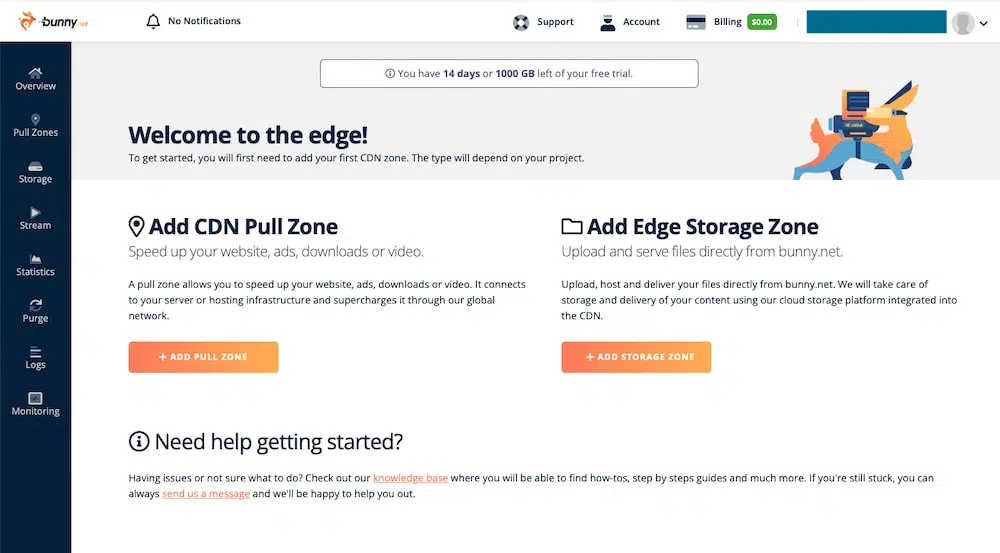 bunny.net
No Notifications
Support
Account
Billing
$0.00
You have 14 days or 1000 GB left of your free trial.
Overview
Pull Zones
Storage
Stream
Statistics
Purge
Logs
Monitoring
Welcome to the edge!
To get started, you will first need to add your first CDN zone. The type will depend on your project.
Add CDN Pull Zone
Speed up your website, ads, downloads or video.
A pull zone allows you to speed up your website, ads, downloads or video. It connects
to your server or hosting infrastructure and supercharges it through our global
network.
+ ADD PULL ZONE
Add Edge Storage Zone
Upload and serve files directly from bunny.net.
Upload, host and deliver your files directly from bunny.net. We will take care of
storage and delivery of your content using our cloud storage platform integrated into
the CDN.
+ ADD STORAGE ZONE
Need help getting started?
Having issues or not sure what to do? Check out our knowledge base where you will be able to find how-tos, step by steps guides and much more. If you're still stuck, you can
always send us a message and we'll be happy to help you out.